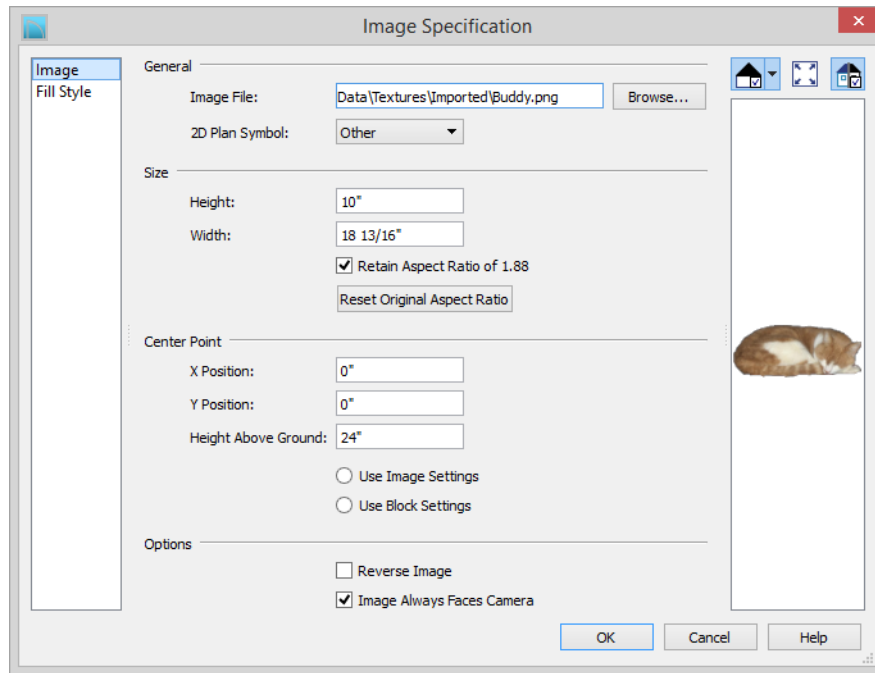 Image Specification
Image
Fill Style
General
Image File: Data\Textures\Imported\Buddy.png Browse...
2D Plan Symbol: Other
Size
Height: 10"
Width: 18 13/16"
Retain Aspect Ratio of 1.88
Reset Original Aspect Ratio
Center Point
X Position: 0"
Y Position: 0"
Height Above Ground: 24"
Use Image Settings
Use Block Settings
Options
Reverse Image
Image Always Faces Camera
OK Cancel Help